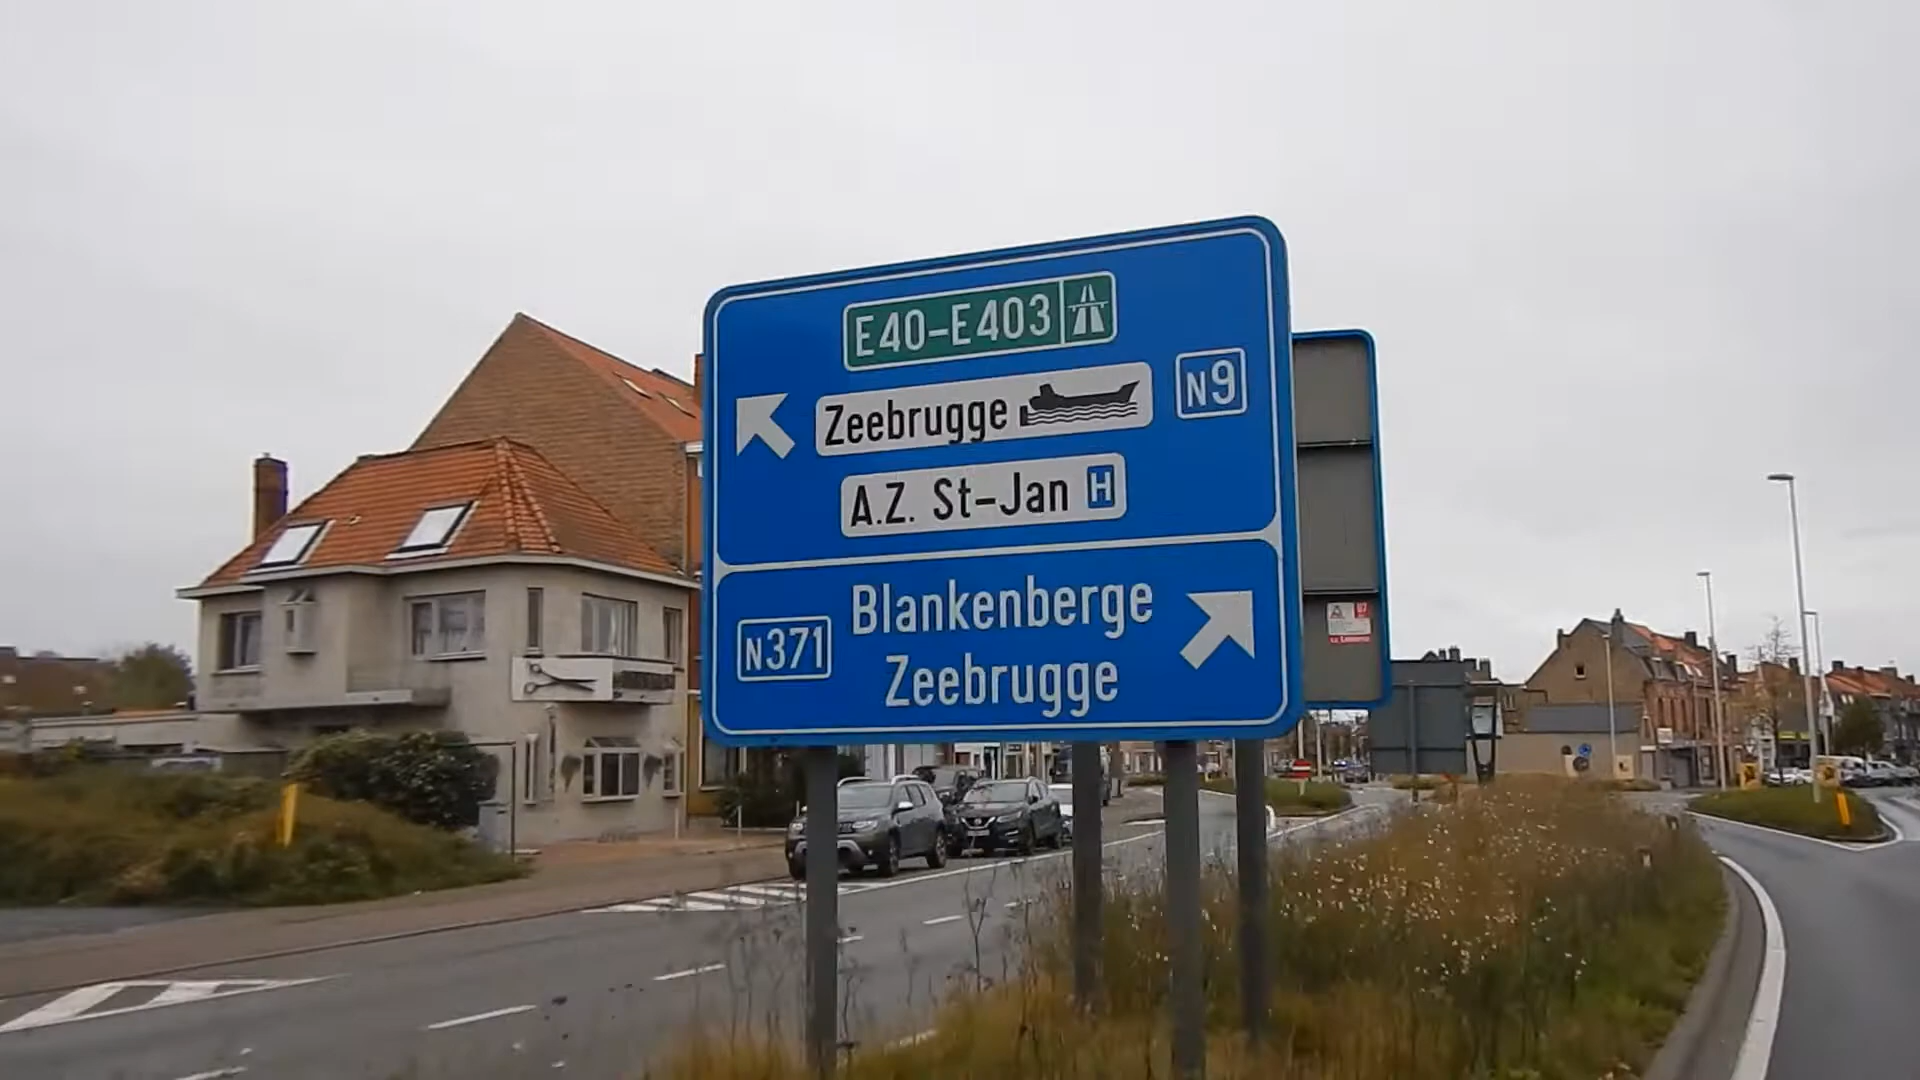 E40-E403
N9
Zeebrugge
A.Z. St-Jan H
N371
Blankenberge
Zeebrugge